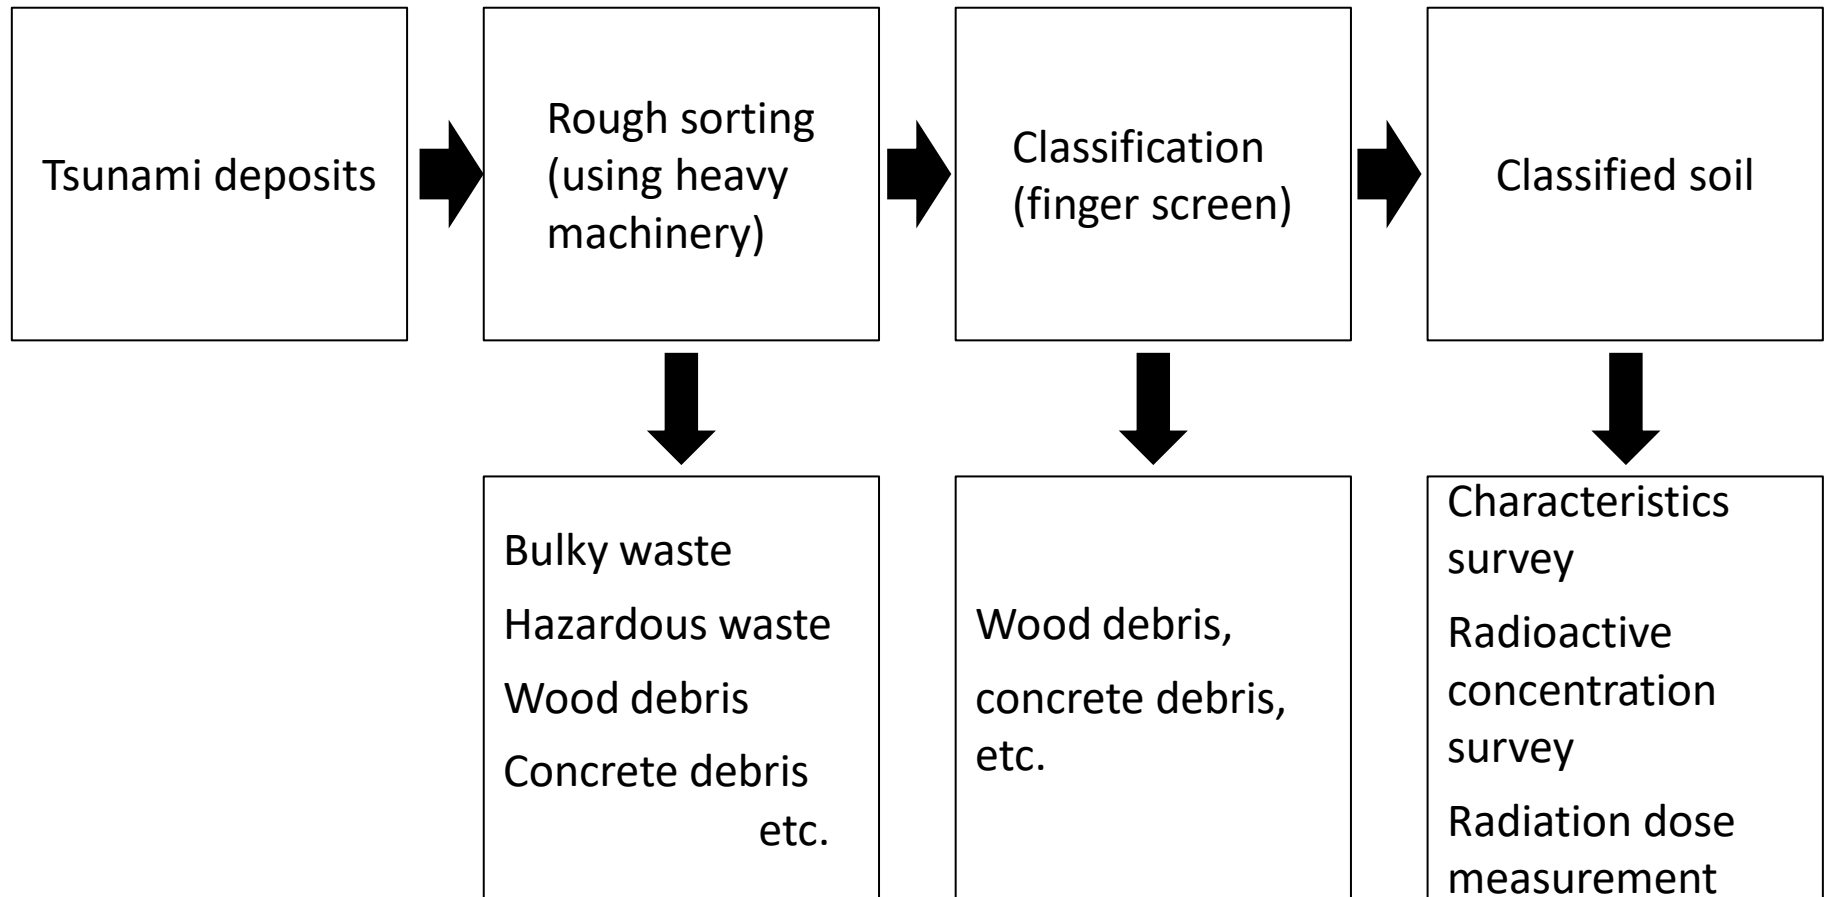 Tsunami deposits
Rough sorting
(using heavy
machinery)
Classification
(finger screen)
Classified soil
Bulky waste
Hazardous waste
Wood debris
Concrete debris
etc.
Wood debris,
concrete debris,
etc.
Characteristics
survey
Radioactive
concentration
survey
Radiation dose
measurement